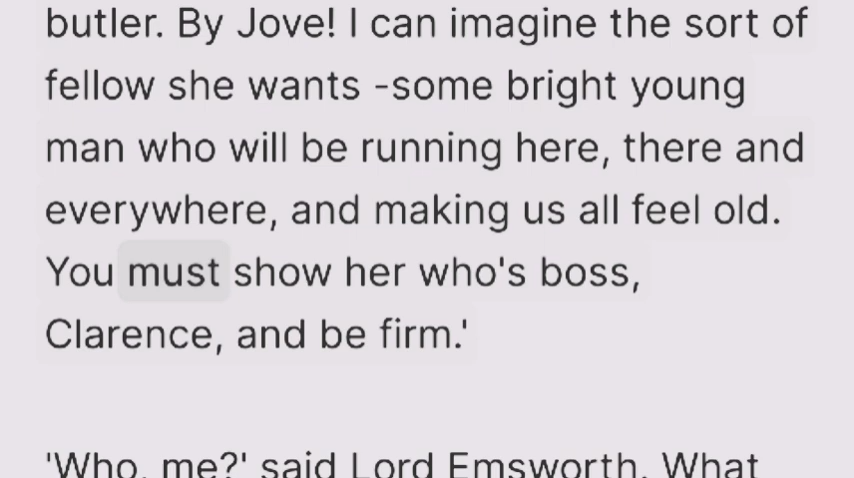 butler. By Jove! I can imagine the sort of
fellow she wants -some bright young
man who will be running here, there and
everywhere, and making us all feel old.
You must show her who's boss,
Clarence, and be firm.'
'Who, me?' said Lord Emsworth. What